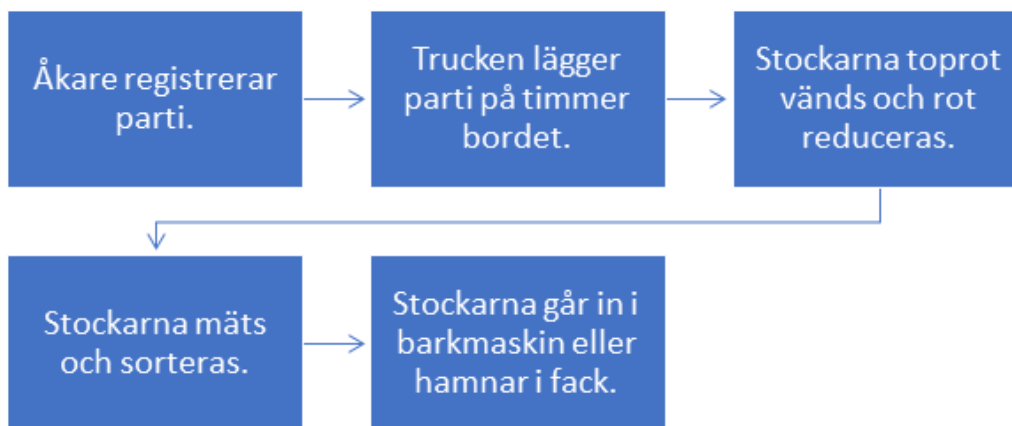 Åkare registrerar
parti.
Trucken lägger
parti på timmer
bordet.
Stockarna toprot
vänds och rot
reduceras.
Stockarna mäts
och sorteras.
Stockarna går in i
barkmaskin eller
hamnar i fack.